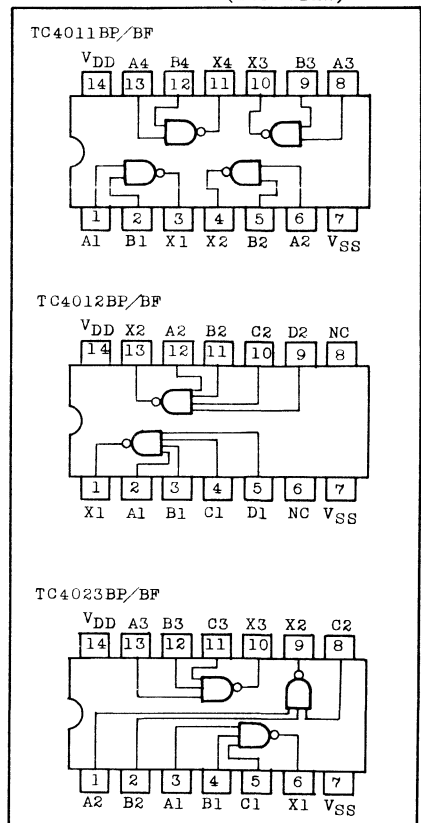 TC4011BP/BF
VDD A4 B4 X4 X3 B3 A3
14 13 12 11 10 9 8
1 2 3 4 5 6 7
A1 B1 X1 X2 B2 A2 VSS
TC4012BP/BF
VDD X2 A2 B2 C2 D2 NC
14 13 12 11 10 9 8
1 2 3 4 5 6 7
X1 A1 B1 C1 D1 NC VSS
TC4023BP/BF
VDD A3 B3 C3 X3 X2 C2
14 13 12 11 10 9 8
1 2 3 4 5 6 7
A2 B2 A1 B1 C1 X1 VSS